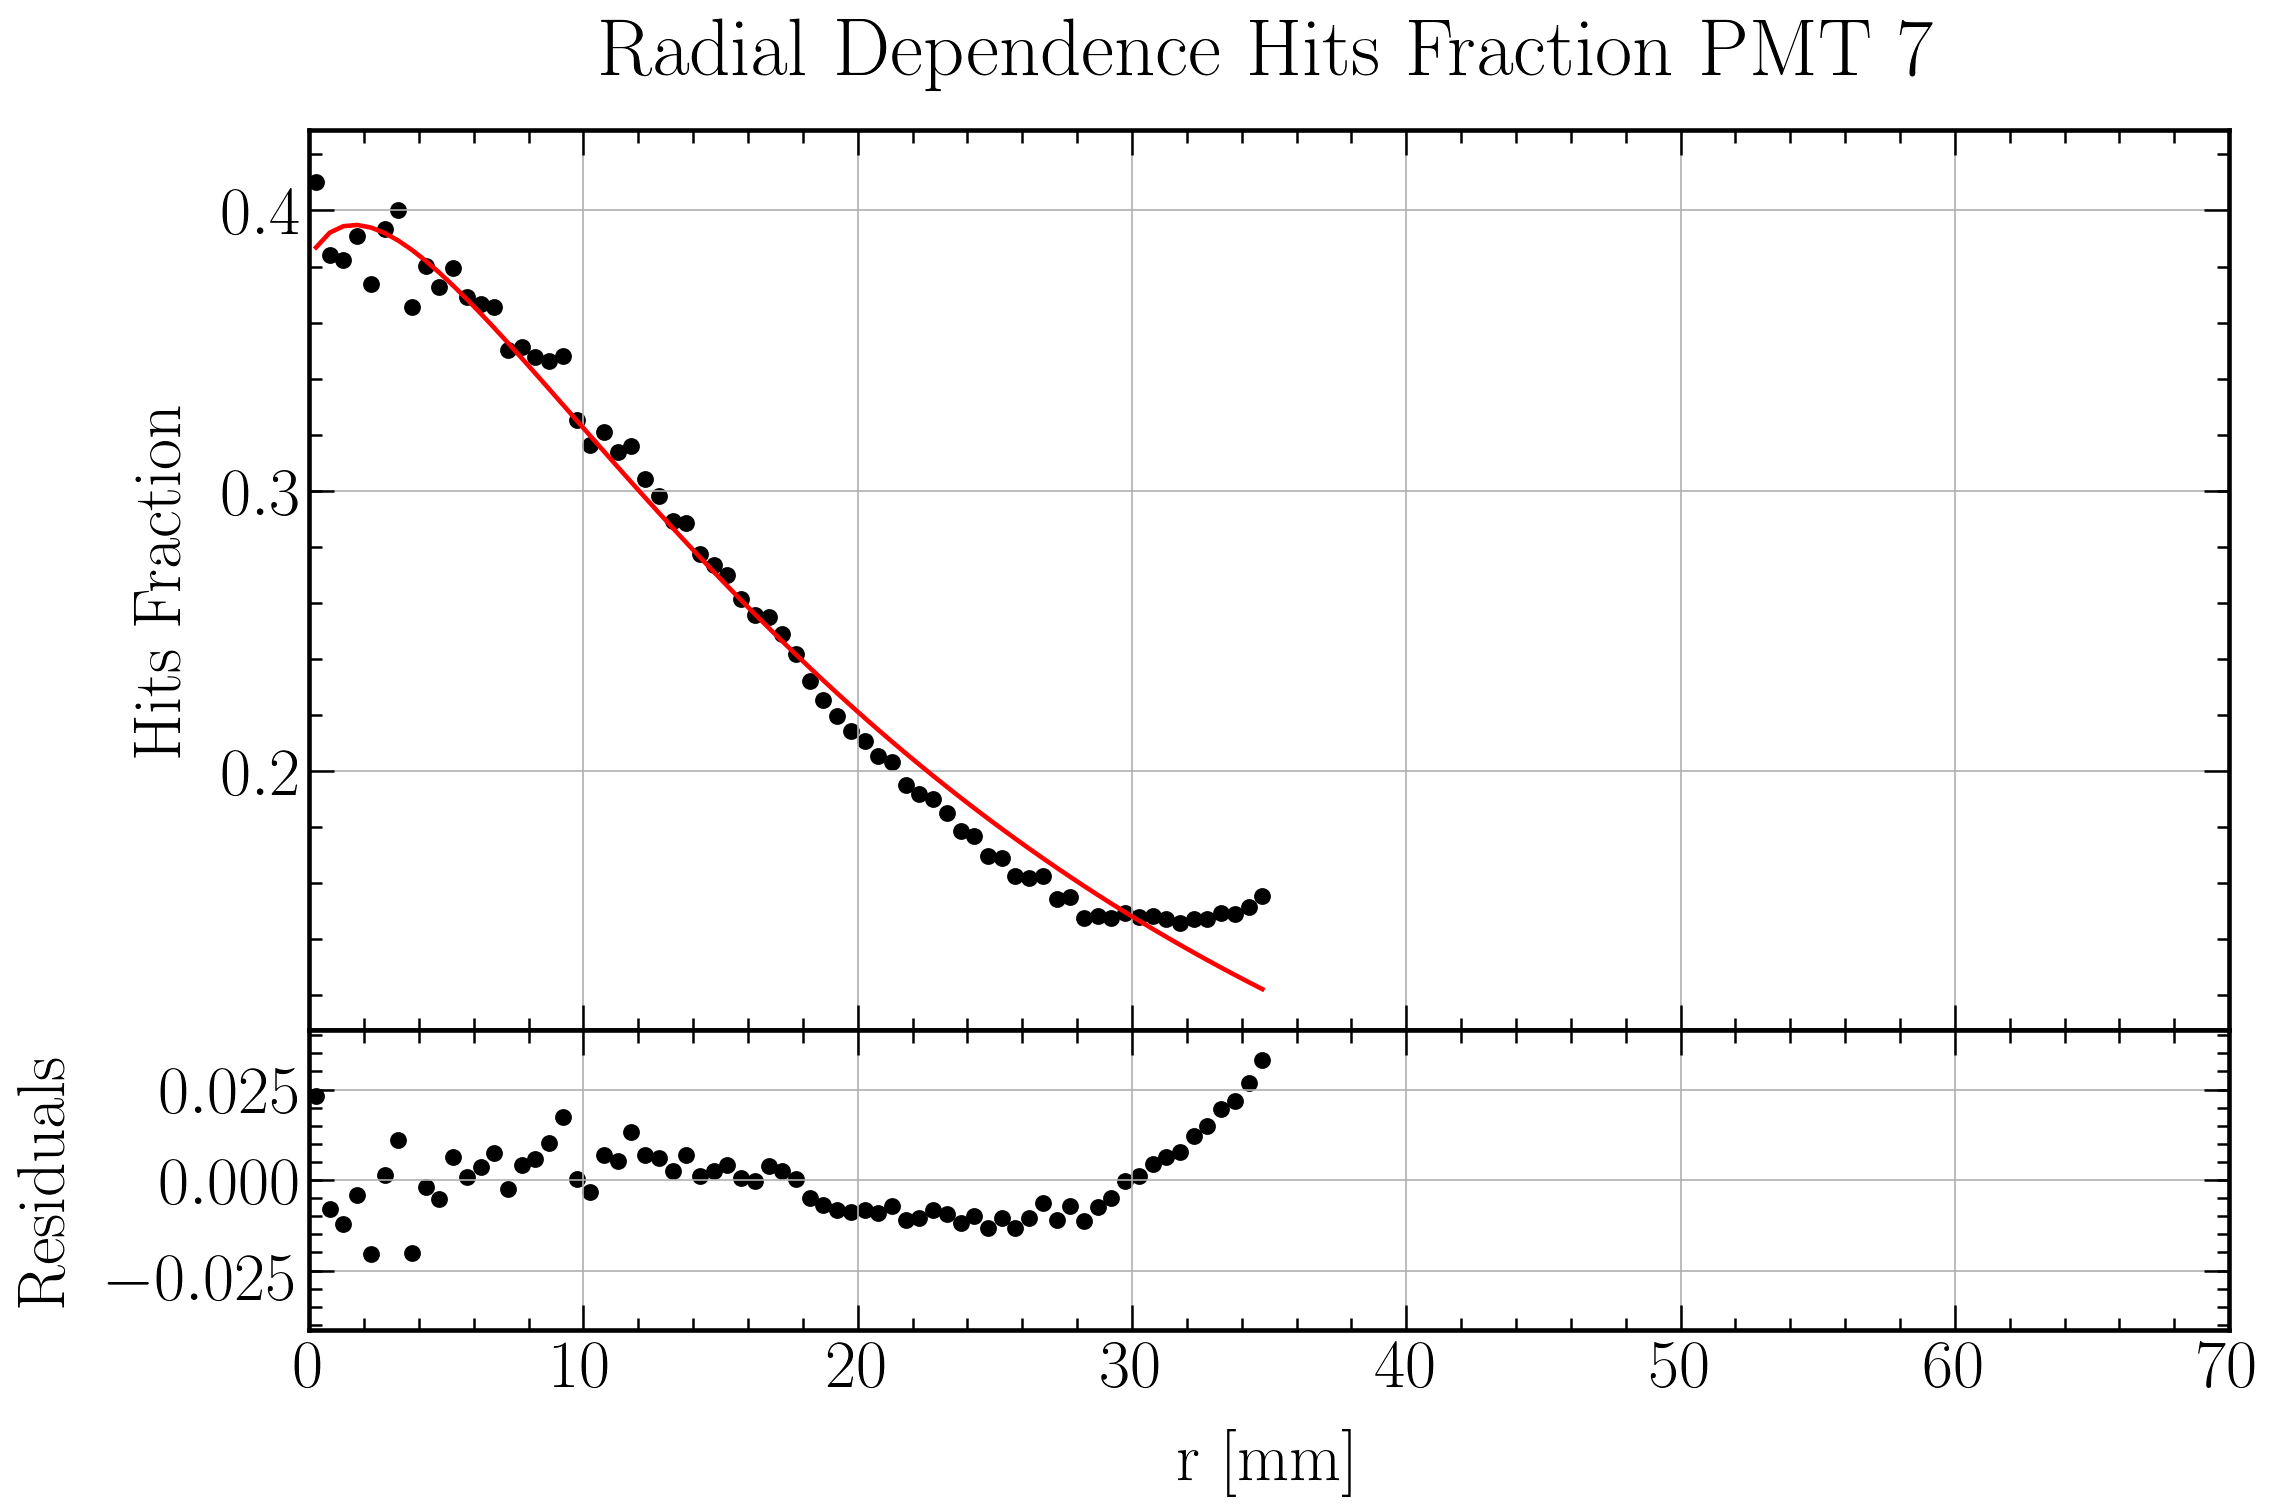 Radial Dependence Hits Fraction PMT 7
0.4
0.3
0.2
Hits Fraction
0.025
0.000
−0.025
Residuals
0 10 20 30 40 50 60 70
r [mm]